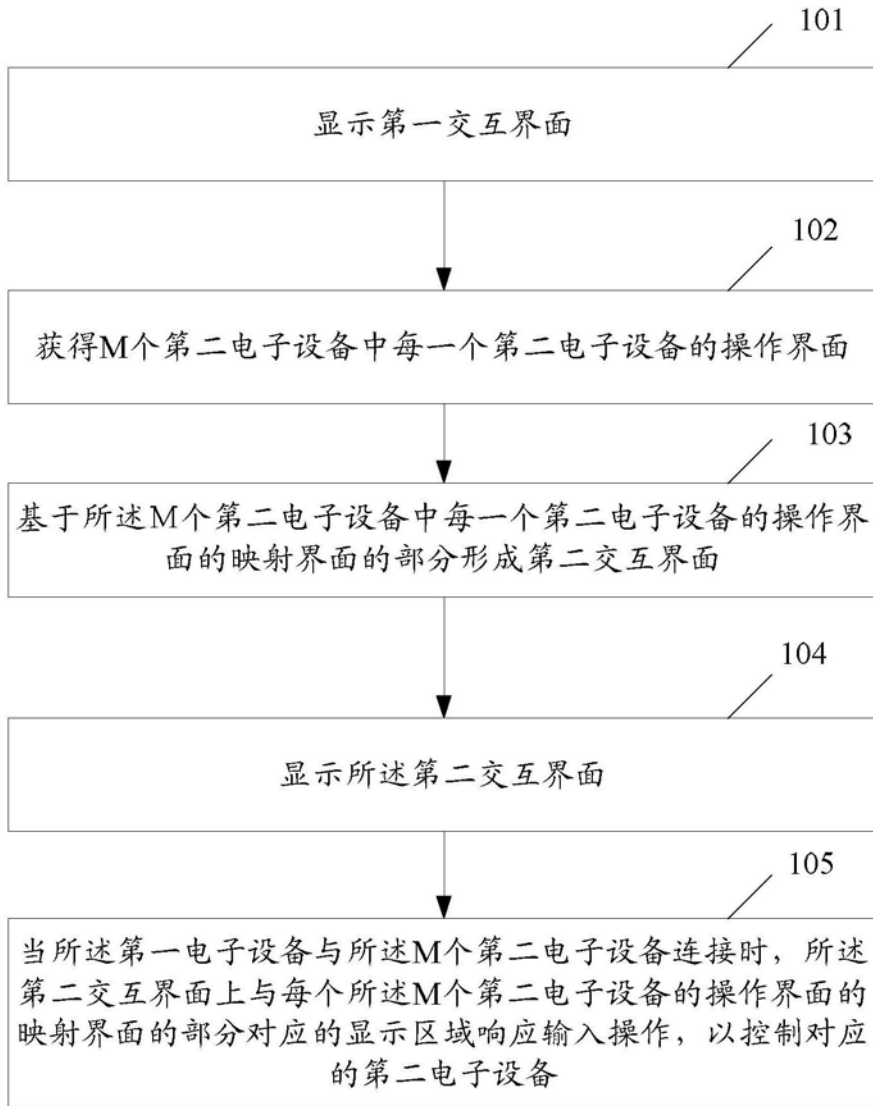 101
显示第一交互界面
102
获得M个第二电子设备中每一个第二电子设备的操作界面
103
基于所述M个第二电子设备中每一个第二电子设备的操作界
面的映射界面的部分形成第二交互界面
104
显示所述第二交互界面
105
当所述第一电子设备与所述M个第二电子设备连接时，所述
第二交互界面上与每个所述M个第二电子设备的操作界面的
映射界面的部分对应的显示区域响应输入操作，以控制对应
的第二电子设备